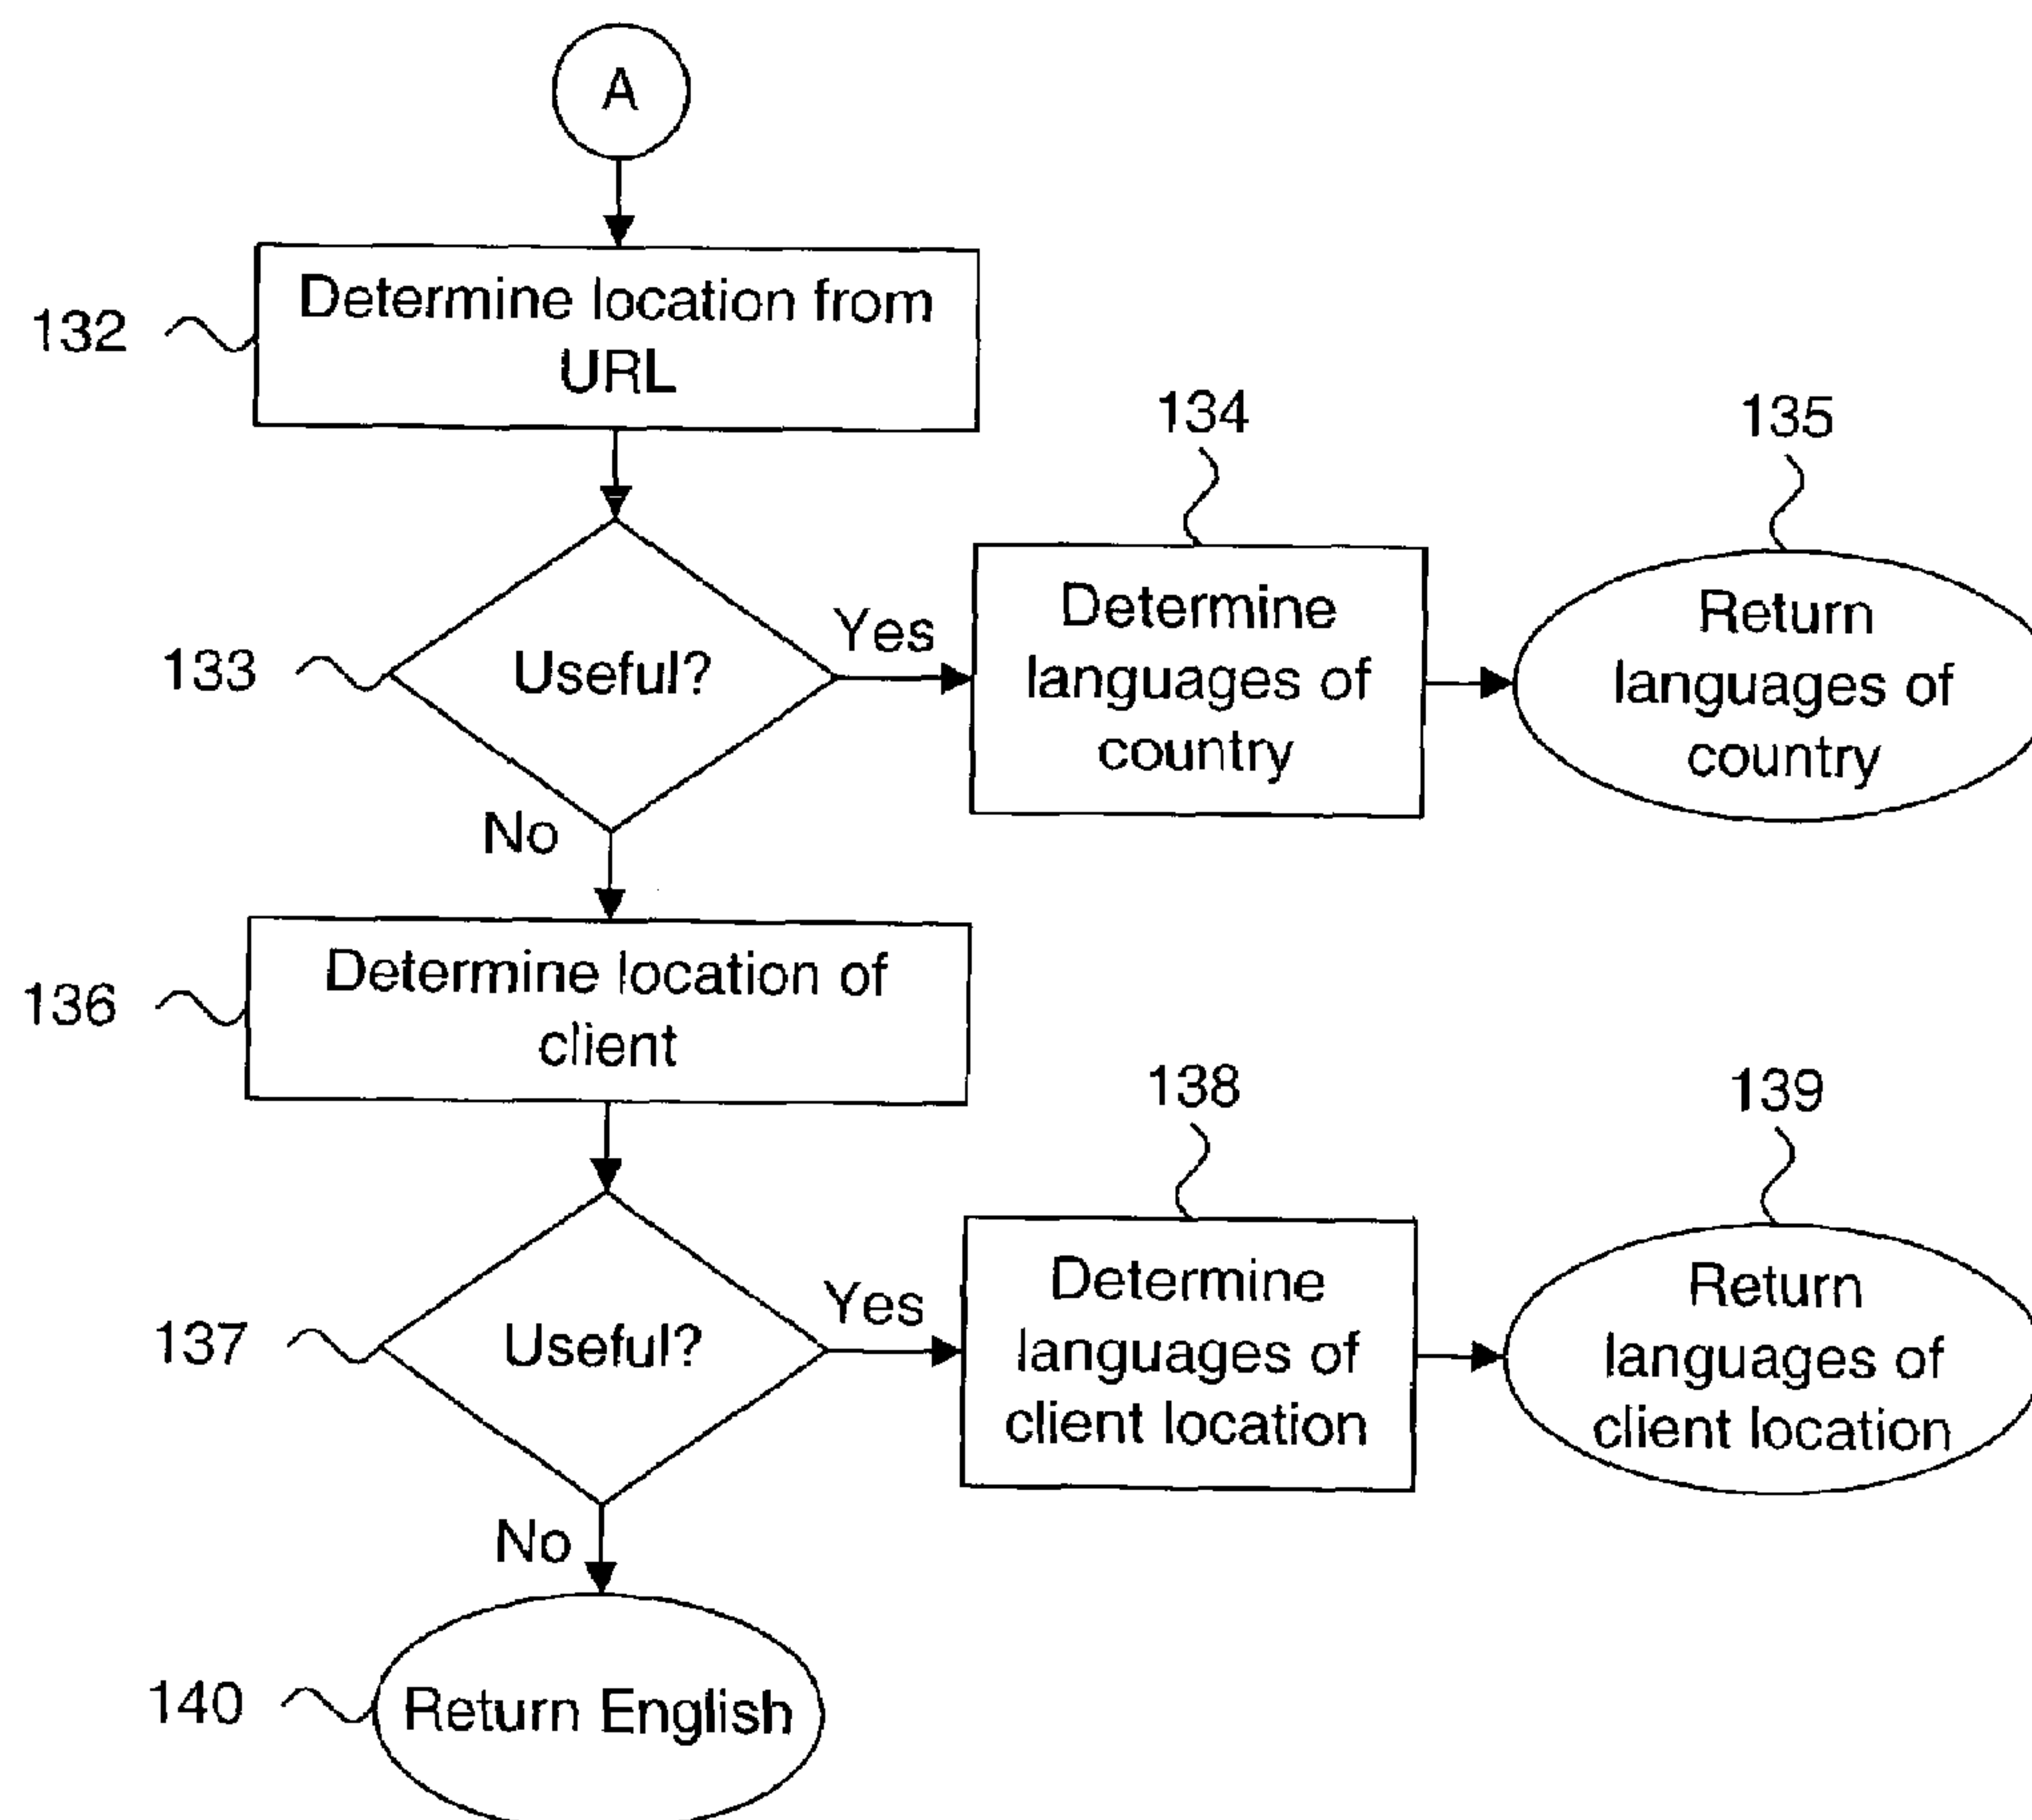 A
132
Determine location from
URL
134
135
133
Useful?
Yes
Determine
languages of
country
Return
languages of
country
No
136
Determine location of
client
138
139
137
Useful?
Yes
Determine
languages of
client location
Return
languages of
client location
No
140
Return English